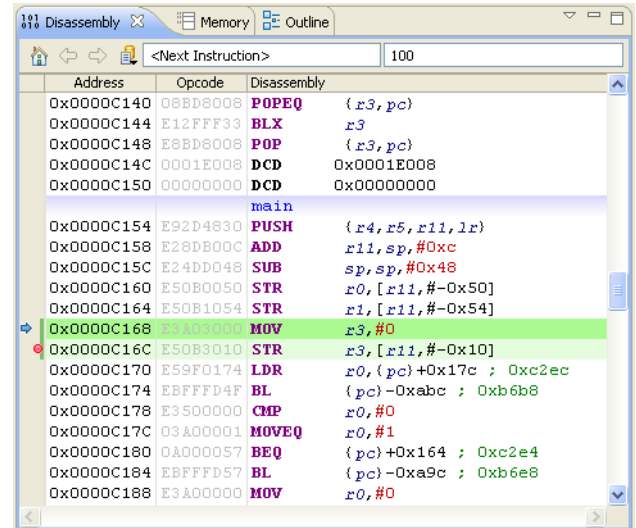 Disassembly Memory Outline
<Next Instruction> 100
Address Opcode Disassembly
0x0000C140 08BD8008 POPEQ {r3,pc}
0x0000C144 E12FFF33 BLX r3
0x0000C148 E8BD8008 POP {r3,pc}
0x0000C14C 0001E008 DCD 0x0001E008
0x0000C150 00000000 DCD 0x00000000
main
0x0000C154 E92D4830 PUSH {r4,r5,r11,lr}
0x0000C158 E28DB00C ADD r11,sp,#0xc
0x0000C15C E24DD048 SUB sp,sp,#0x48
0x0000C160 E50B0050 STR r0,[r11,#-0x50]
0x0000C164 E50B1054 STR r1,[r11,#-0x54]
0x0000C168 E3A03000 MOV r3,#0
0x0000C16C E50B3010 STR r3,[r11,#-0x10]
0x0000C170 E59F0174 LDR r0,{pc}+0x17c ; 0xc2ec
0x0000C174 EBFFFD4F BL {pc}-0xabc ; 0xb6b8
0x0000C178 E3500000 CMP r0,#0
0x0000C17C 03A00001 MOVEQ r0,#1
0x0000C180 0A000057 BEQ {pc}+0x164 ; 0xc2e4
0x0000C184 EBFFFD57 BL {pc}-0xa9c ; 0xb6e8
0x0000C188 E3A00000 MOV r0,#0